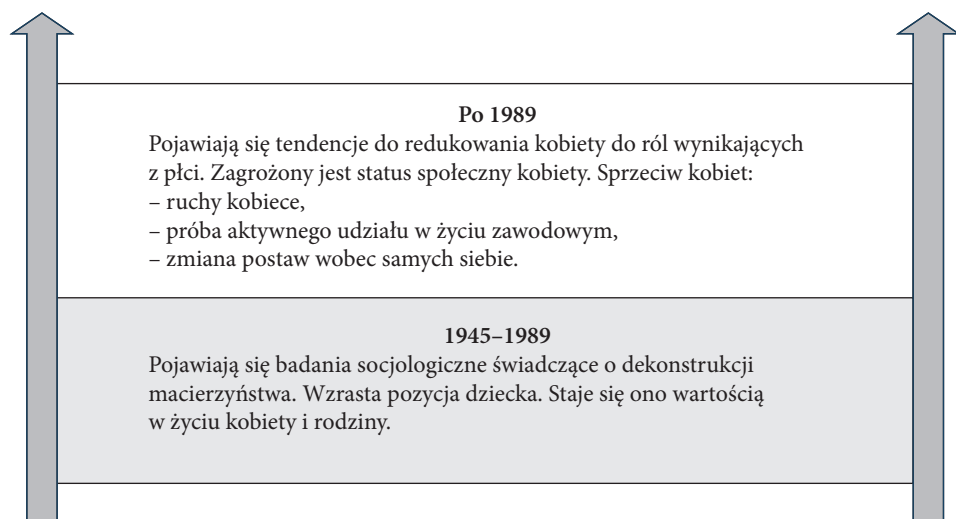 Po 1989
Pojawiają się tendencje do redukowania kobiety do ról wynikających
z płci. Zagrożony jest status społeczny kobiety. Sprzeciw kobiet:
– ruchy kobiece,
– próba aktywnego udziału w życiu zawodowym,
– zmiana postaw wobec samych siebie.
1945–1989
Pojawiają się badania socjologiczne świadczące o dekonstrukcji
macierzyństwa. Wzrasta pozycja dziecka. Staje się ono wartością
w życiu kobiety i rodziny.